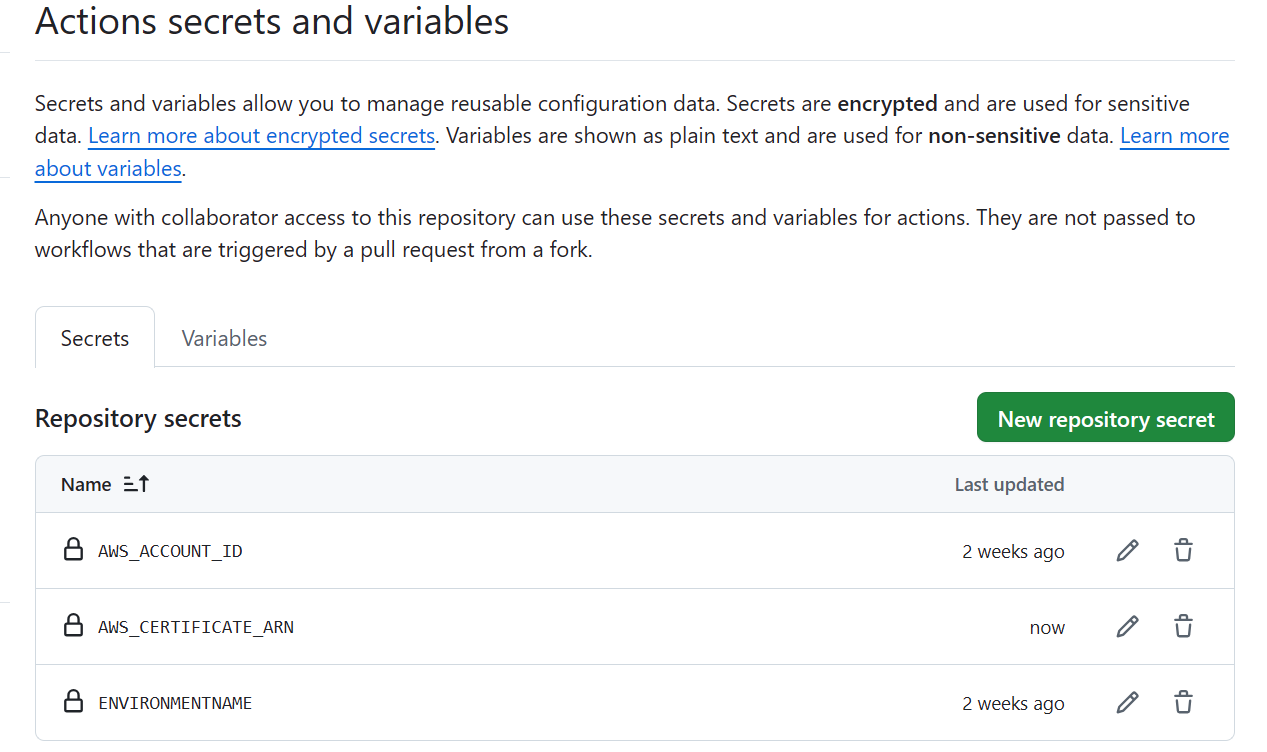 Actions secrets and variables
Secrets and variables allow you to manage reusable configuration data. Secrets are encrypted and are used for sensitive
data. Learn more about encrypted secrets. Variables are shown as plain text and are used for non-sensitive data. Learn more
about variables.
Anyone with collaborator access to this repository can use these secrets and variables for actions. They are not passed to
workflows that are triggered by a pull request from a fork.
Secrets Variables
Repository secrets New repository secret
Name Last updated
AWS_ACCOUNT_ID 2 weeks ago
AWS_CERTIFICATE_ARN now
ENVIRONMENTNAME 2 weeks ago